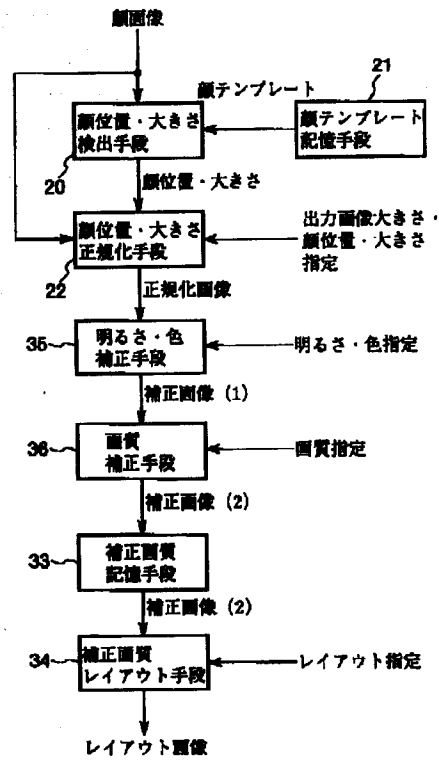 顔画像
顔テンプレート
21
顔位置・大きさ
検出手段
顔テンプレート
記憶手段
20
顔位置・大きさ
顔位置・大きさ
正規化手段
出力画像大きさ・
顔位置・大きさ
指定
22
正規化画像
35
明るさ・色
補正手段
明るさ・色指定
補正画像 (1)
36
画質
補正手段
画質指定
補正画像 (2)
33
補正画質
記憶手段
補正画像 (2)
34
補正画質
レイアウト手段
レイアウト指定
レイアウト画像